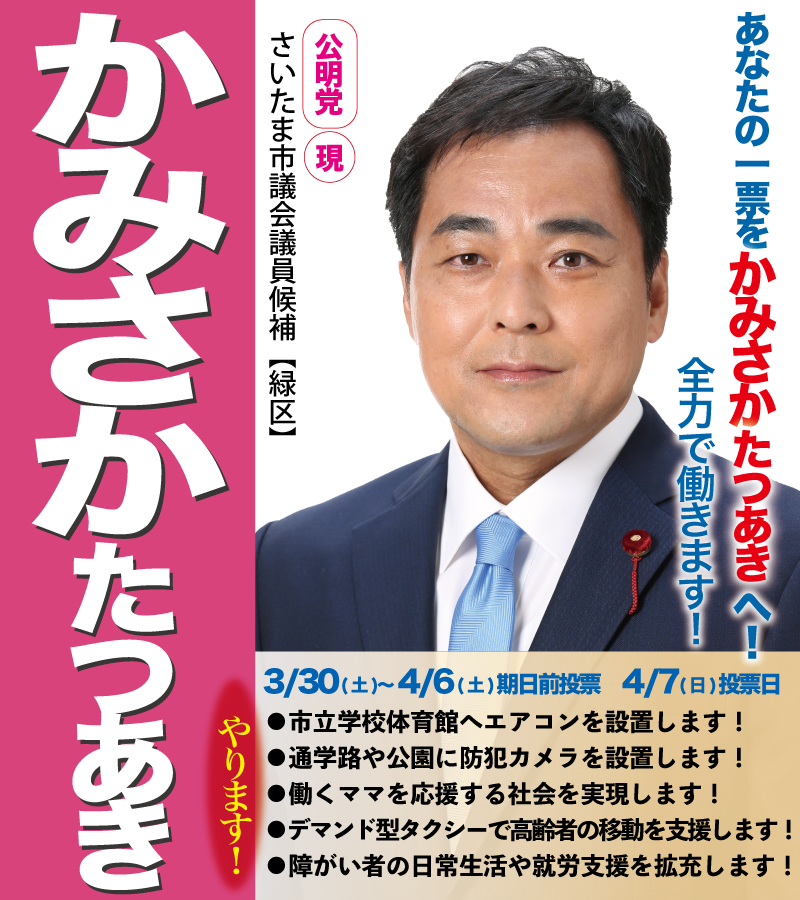 あなたの一票をかみさかたつあきへ！
全力で働きます！
公明党 現
さいたま市議会議員候補【緑区】
かみさかたつあき
やります！
3/30(土)～4/6(土)期日前投票 4/7(日)投票日
●市立学校体育館へエアコンを設置します！
●通学路や公園に防犯カメラを設置します！
●働くママを応援する社会を実現します！
●デマンド型タクシーで高齢者の移動を支援します！
●障がい者の日常生活や就労支援を拡充します！